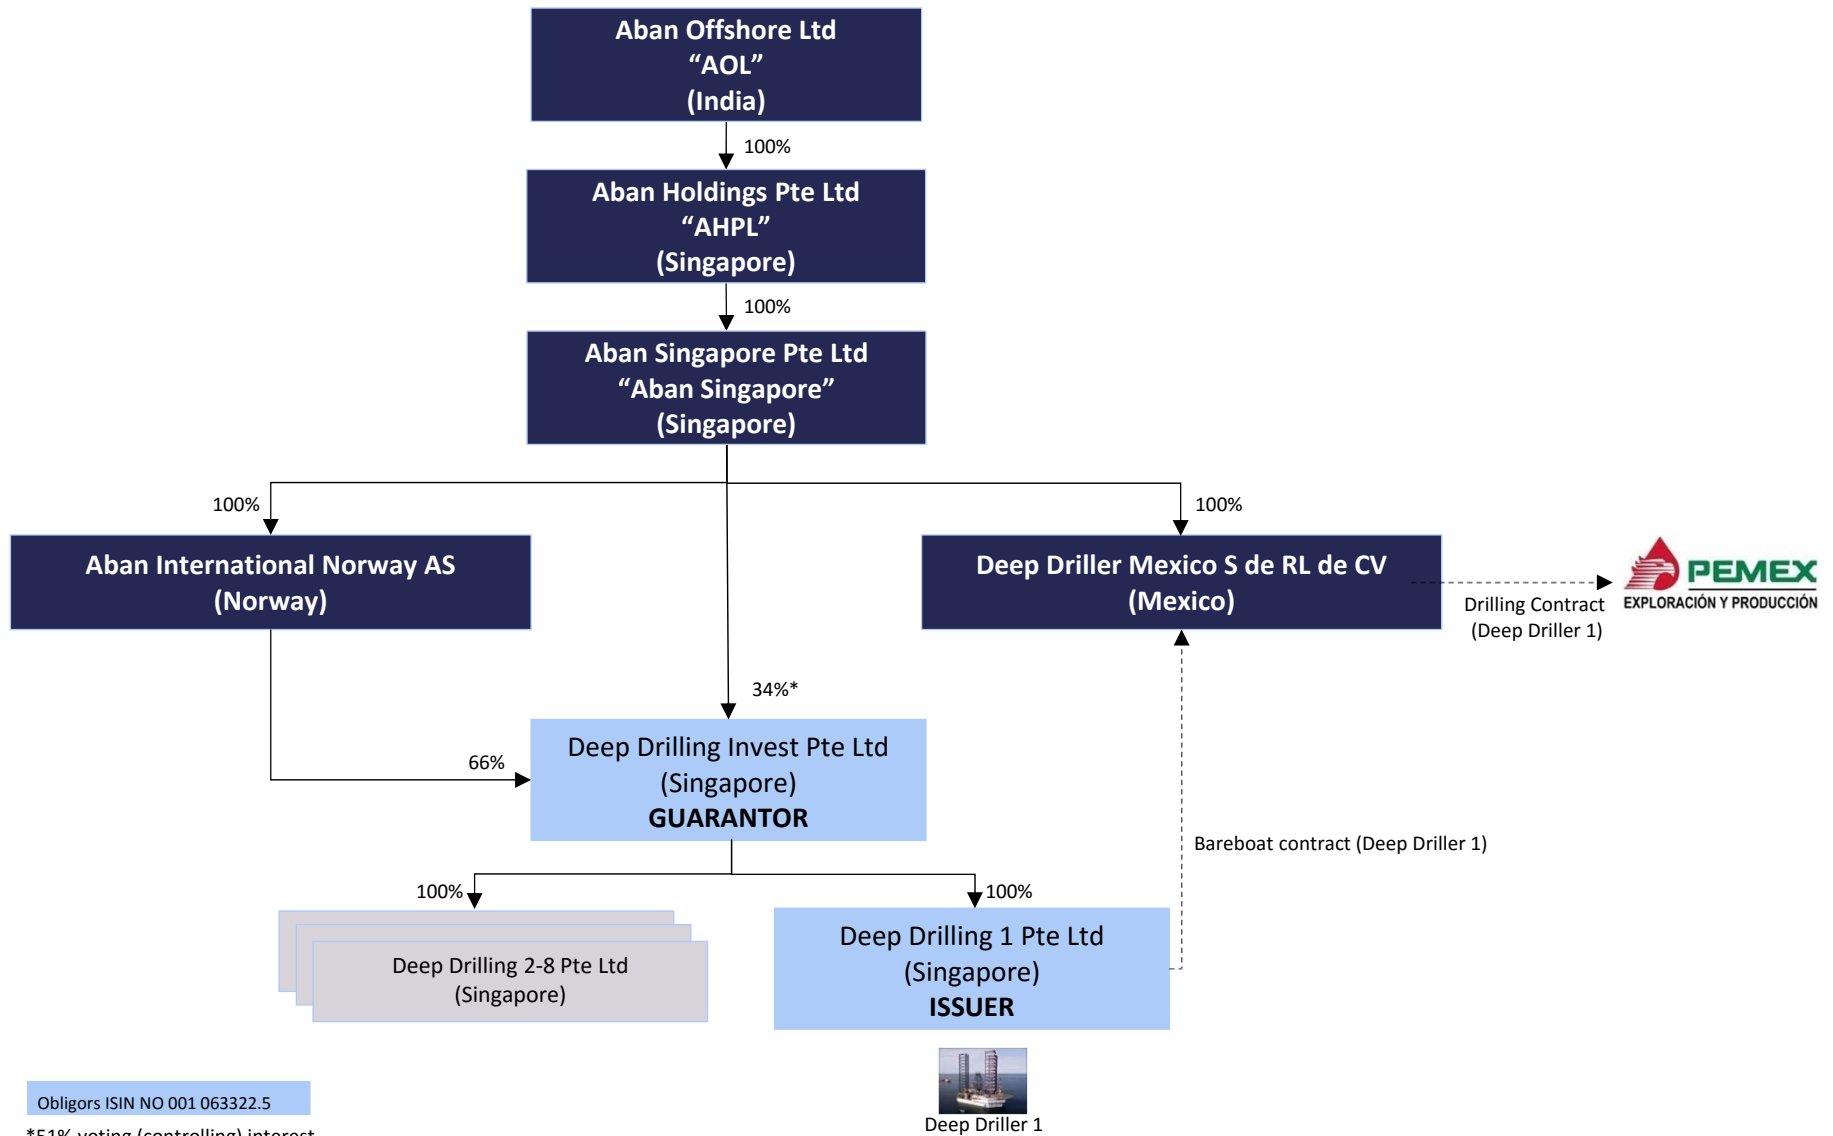 Aban Offshore Ltd
“AOL”
(India)
100%
Aban Holdings Pte Ltd
“AHPL”
(Singapore)
100%
Aban Singapore Pte Ltd
“Aban Singapore”
(Singapore)
100%
100%
Aban International Norway AS
(Norway)
Deep Driller Mexico S de RL de CV
(Mexico)
PEMEX
EXPLORACIÓN Y PRODUCCIÓN
Drilling Contract
(Deep Driller 1)
34%*
66%
Deep Drilling Invest Pte Ltd
(Singapore)
GUARANTOR
Bareboat contract (Deep Driller 1)
100%
100%
Deep Drilling 2-8 Pte Ltd
(Singapore)
Deep Drilling 1 Pte Ltd
(Singapore)
ISSUER
Deep Driller 1
Obligors ISIN NO 001 063322.5
*51% voting (controlling) interest